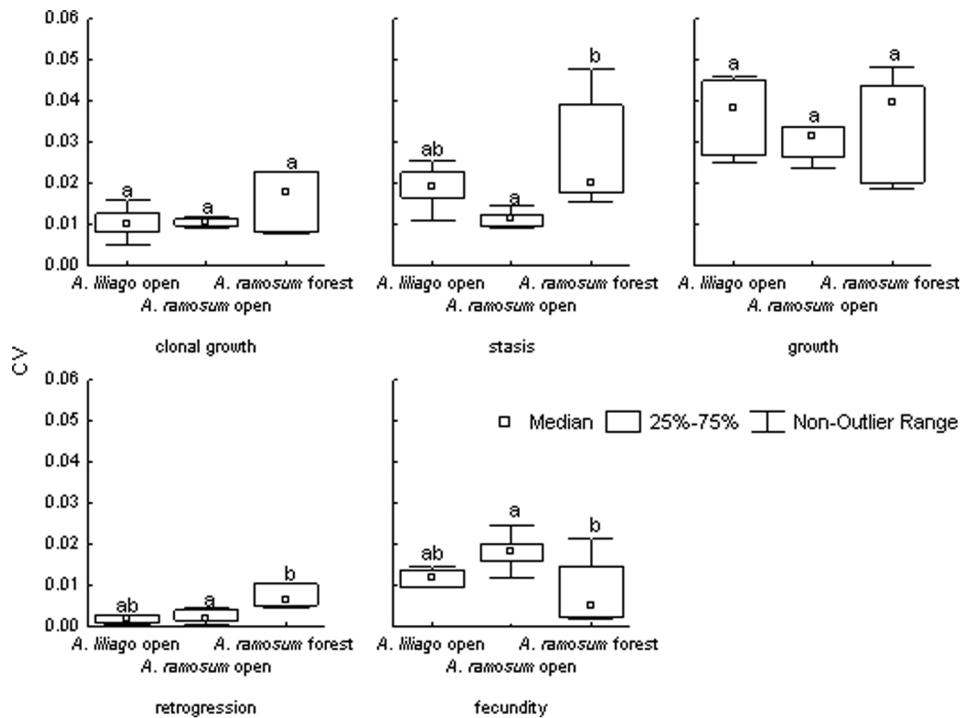 0.06
0.05
0.04
0.03
0.02
0.01
0.00
a a a
ab a b
a a a
A. liliago open A. ramosum forest A. liliago open A. ramosum forest A. liliago open A. ramosum forest
A. ramosum open A. ramosum open A. ramosum open
clonal growth stasis growth
CV
0.06
0.05
0.04
0.03
0.02
0.01
0.00
Median 25%-75% Non-Outlier Range
ab a b
ab a b
A. liliago open A. ramosum forest A. liliago open A. ramosum forest
A. ramosum open A. ramosum open
retrogression fecundity